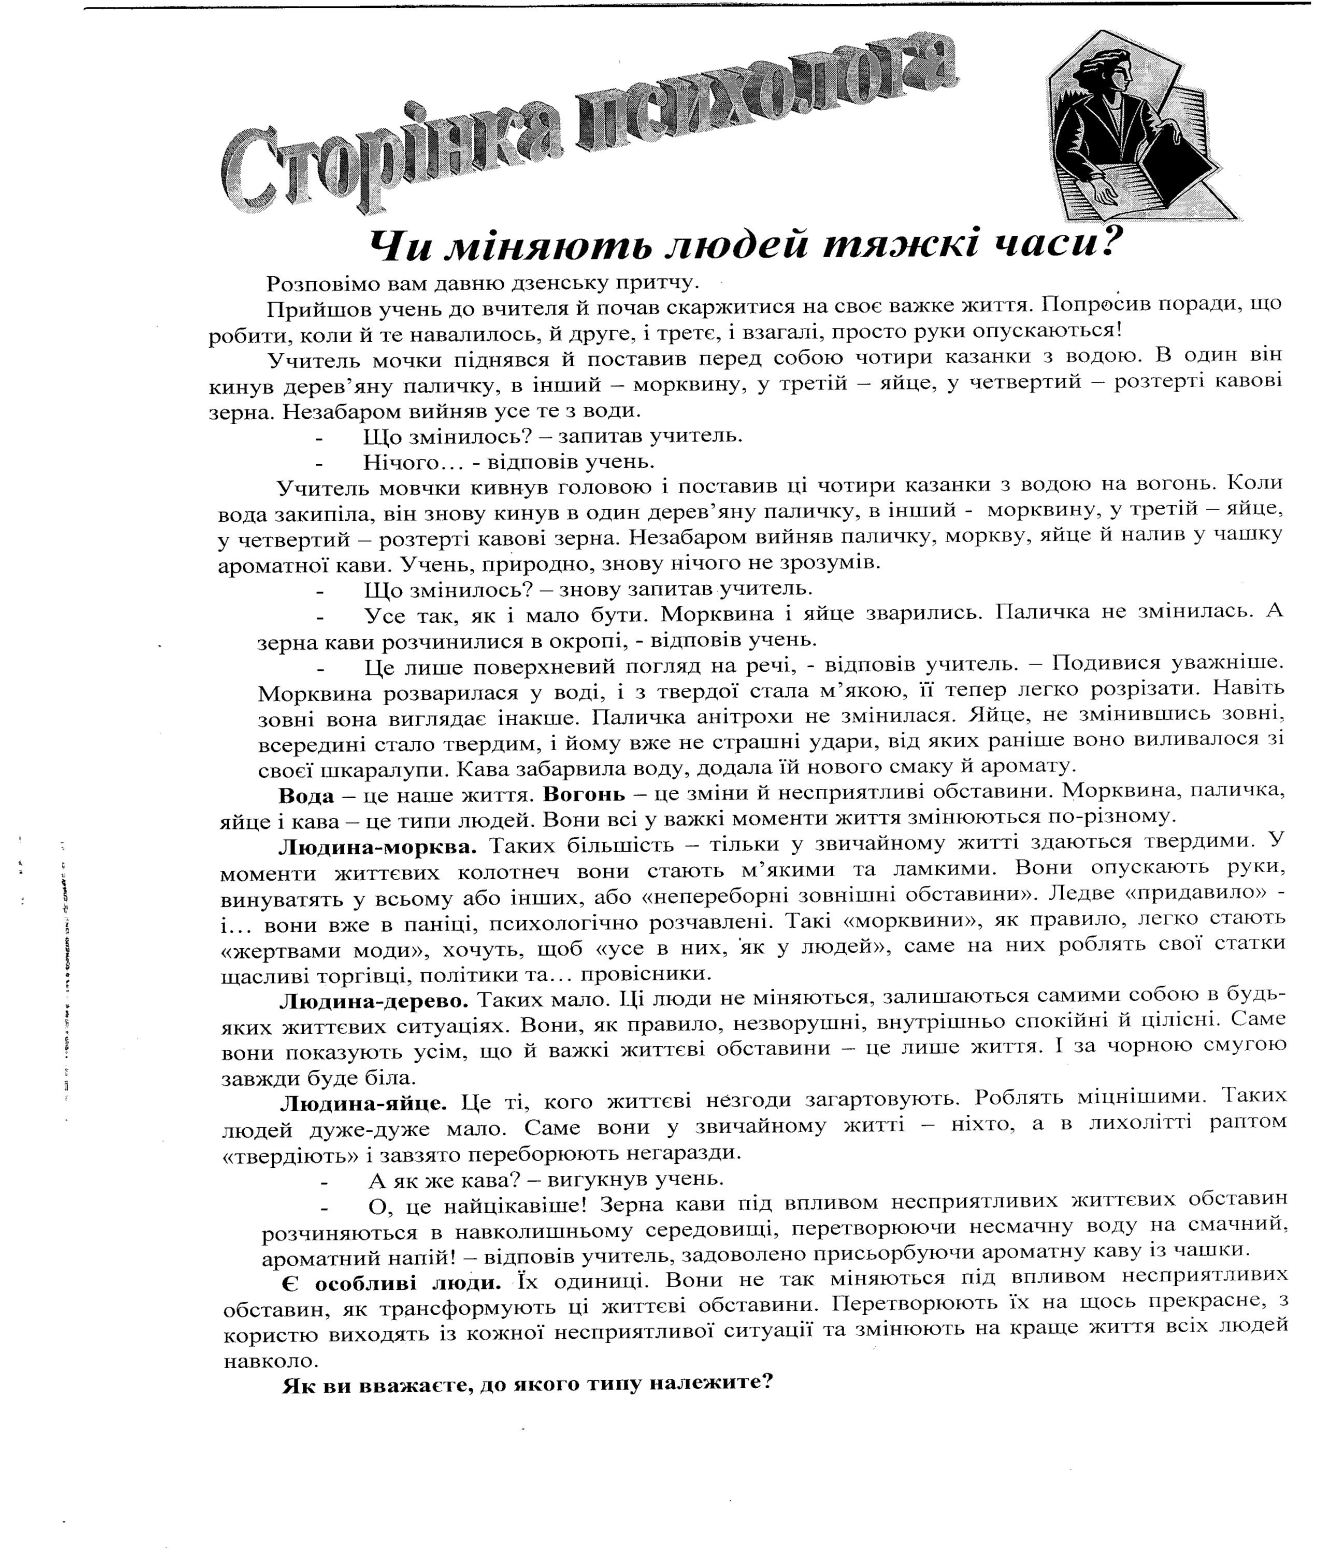 Сторінка психолога
Чи міняють людей тяжкі часи?
Розповімо вам давню дзенську притчу.
Прийшов учень до вчителя й почав скаржитися на своє важке життя. Попросив поради, що
робити, коли й те навалилось, й друге, і третє, і взагалі, просто руки опускаються!
Учитель мочки піднявся й поставив перед собою чотири казанки з водою. В один він
кинув дерев’яну паличку, в інший – морквину, у третій – яйце, у четвертий – розтерті кавові
зерна. Незабаром вийняв усе те з води.
- Що змінилось? – запитав учитель.
- Нічого… - відповів учень.
Учитель мовчки кивнув головою і поставив ці чотири казанки з водою на вогонь. Коли
вода закипіла, він знову кинув в один дерев’яну паличку, в інший - морквину, у третій – яйце,
у четвертий – розтерті кавові зерна. Незабаром вийняв паличку, моркву, яйце й налив у чашку
ароматної кави. Учень, природно, знову нічого не зрозумів.
- Що змінилось? – знову запитав учитель.
- Усе так, як і мало бути. Морквина і яйце зварились. Паличка не змінилась. А
зерна кави розчинилися в окропі, - відповів учень.
- Це лише поверхневий погляд на речі, - відповів учитель. – Подивися уважніше.
Морквина розварилася у воді, і з твердої стала м’якою, її тепер легко розрізати. Навіть
зовні вона виглядає інакше. Паличка анітрохи не змінилася. Яйце, не змінившись зовні,
всередині стало твердим, і йому вже не страшні удари, від яких раніше воно виливалося зі
своєї шкаралупи. Кава забарвила воду, додала їй нового смаку й аромату.
Вода – це наше життя. Вогонь – це зміни й несприятливі обставини. Морквина, паличка,
яйце і кава – це типи людей. Вони всі у важкі моменти життя змінюються по-різному.
Людина-морква. Таких більшість – тільки у звичайному житті здаються твердими. У
моменти життєвих колотнеч вони стають м’якими та ламкими. Вони опускають руки,
винуватять у всьому або інших, або «непереборні зовнішні обставини». Ледве «придавило» -
і… вони вже в паніці, психологічно розчавлені. Такі «морквини», як правило, легко стають
«жертвами моди», хочуть, щоб «усе в них, як у людей», саме на них роблять свої статки
щасливі торгівці, політики та… провісники.
Людина-дерево. Таких мало. Ці люди не міняються, залишаються самими собою в будь-
яких життєвих ситуаціях. Вони, як правило, незворушні, внутрішньо спокійні й цілісні. Саме
вони показують усім, що й важкі життєві обставини – це лише життя. І за чорною смугою
завжди буде біла.
Людина-яйце. Це ті, кого життєві незгоди загартовують. Роблять міцнішими. Таких
людей дуже-дуже мало. Саме вони у звичайному житті – ніхто, а в лихолітті раптом
«твердіють» і завзято переборюють негаразди.
- А як же кава? – вигукнув учень.
- О, це найцікавіше! Зерна кави під впливом несприятливих життєвих обставин
розчиняються в навколишньому середовищі, перетворюючи несмачну воду на смачний,
ароматний напій! – відповів учитель, задоволено присьорбуючи ароматну каву із чашки.
Є особливі люди. Їх одиниці. Вони не так міняються під впливом несприятливих
обставин, як трансформують ці життєві обставини. Перетворюють їх на щось прекрасне, з
користю виходять із кожної несприятливої ситуації та змінюють на краще життя всіх людей
навколо.
Як ви вважаєте, до якого типу належите?